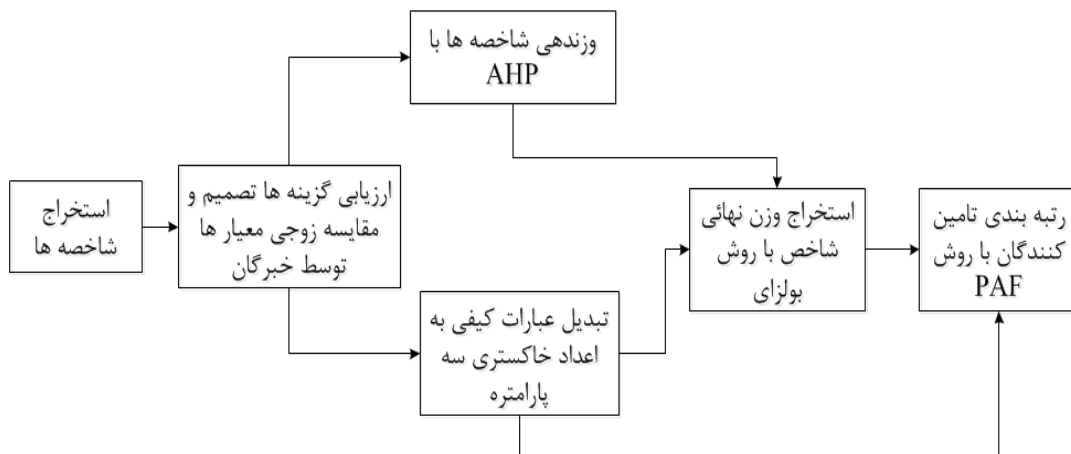 استخراج
شاخصه ها
ارزیابی گزینه ها تصمیم و
مقایسه زوجی معیار ها
توسط خبرگان
وزندهی شاخصه ها با
AHP
تبدیل عبارات کیفی به
اعداد خاکستری سه
پارامتره
استخراج وزن نهائی
شاخص با روش
بولزای
رتبه بندی تامین
کنندگان با روش
PAF